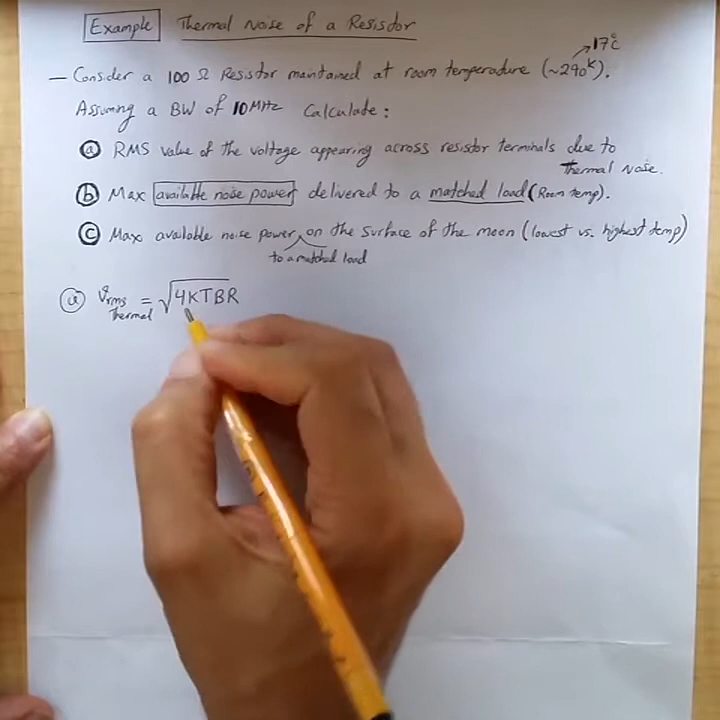 Example Thermal Noise of a Resistor
17°C
— Consider a 100 Ω Resistor maintained at room temperature (~290K).
Assuming a BW of 10MHz Calculate:
ⓐ RMS value of the voltage appearing across resistor terminals due to
Thermal Noise.
ⓑ Max available noise power delivered to a matched load (Room temp).
ⓒ Max available noise power, on the surface of the moon (lowest vs. highest temp)
to a matched load
ⓐ Vrms = √4KTBR
Thermal